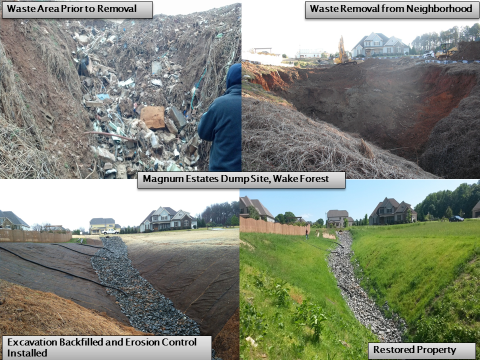 Waste Area Prior to Removal
Waste Removal from Neighborhood
Magnum Estates Dump Site, Wake Forest
Excavation Backfilled and Erosion Control
Installed
Restored Property